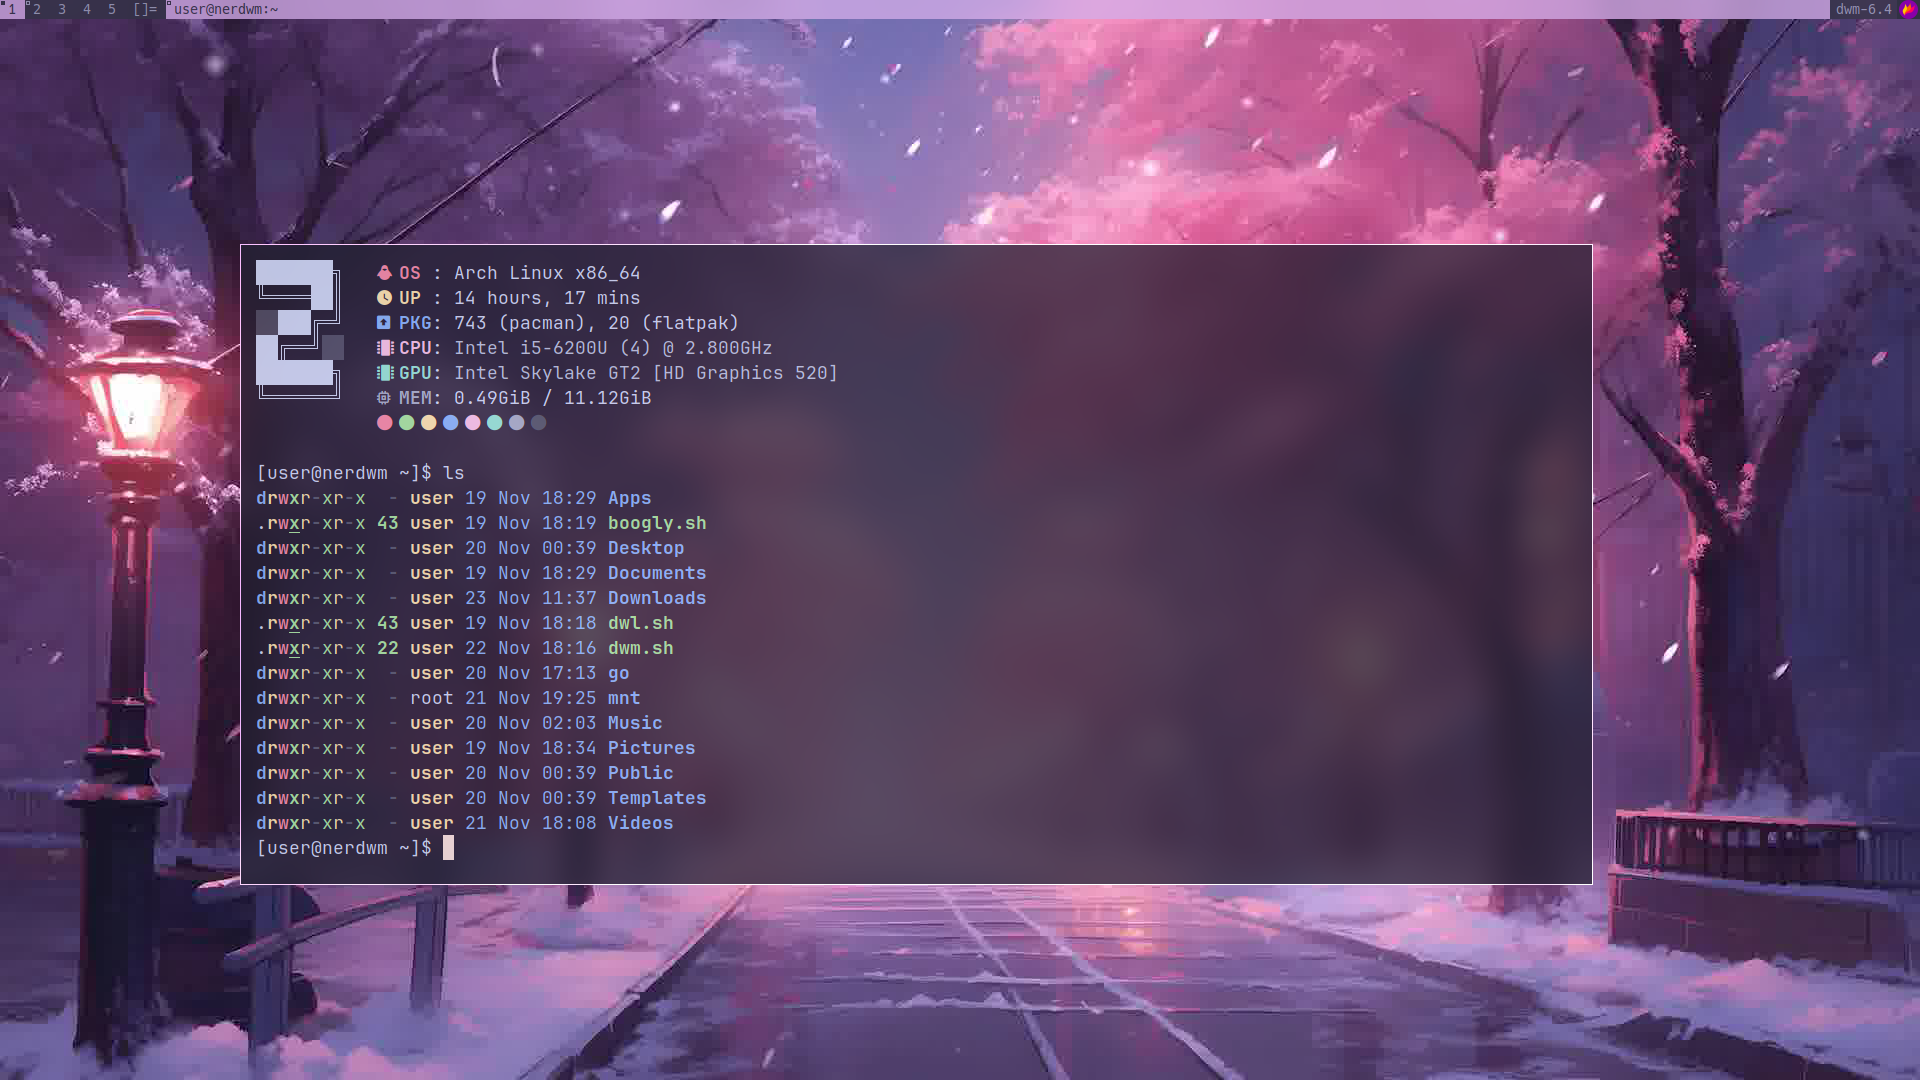 1 2 3 4 5 []= user@nerdwm:~ dwm-6.4
OS : Arch Linux x86_64
UP : 14 hours, 17 mins
PKG: 743 (pacman), 20 (flatpak)
CPU: Intel i5-6200U (4) @ 2.800GHz
GPU: Intel Skylake GT2 [HD Graphics 520]
MEM: 0.49GiB / 11.12GiB
[user@nerdwm ~]$ ls
drwxr-xr-x - user 19 Nov 18:29 Apps
.rwxr-xr-x 43 user 19 Nov 18:19 boogly.sh
drwxr-xr-x - user 20 Nov 00:39 Desktop
drwxr-xr-x - user 19 Nov 18:29 Documents
drwxr-xr-x - user 23 Nov 11:37 Downloads
.rwxr-xr-x 43 user 19 Nov 18:18 dwl.sh
.rwxr-xr-x 22 user 22 Nov 18:16 dwm.sh
drwxr-xr-x - user 20 Nov 17:13 go
drwxr-xr-x - root 21 Nov 19:25 mnt
drwxr-xr-x - user 20 Nov 02:03 Music
drwxr-xr-x - user 19 Nov 18:34 Pictures
drwxr-xr-x - user 20 Nov 00:39 Public
drwxr-xr-x - user 20 Nov 00:39 Templates
drwxr-xr-x - user 21 Nov 18:08 Videos
[user@nerdwm ~]$